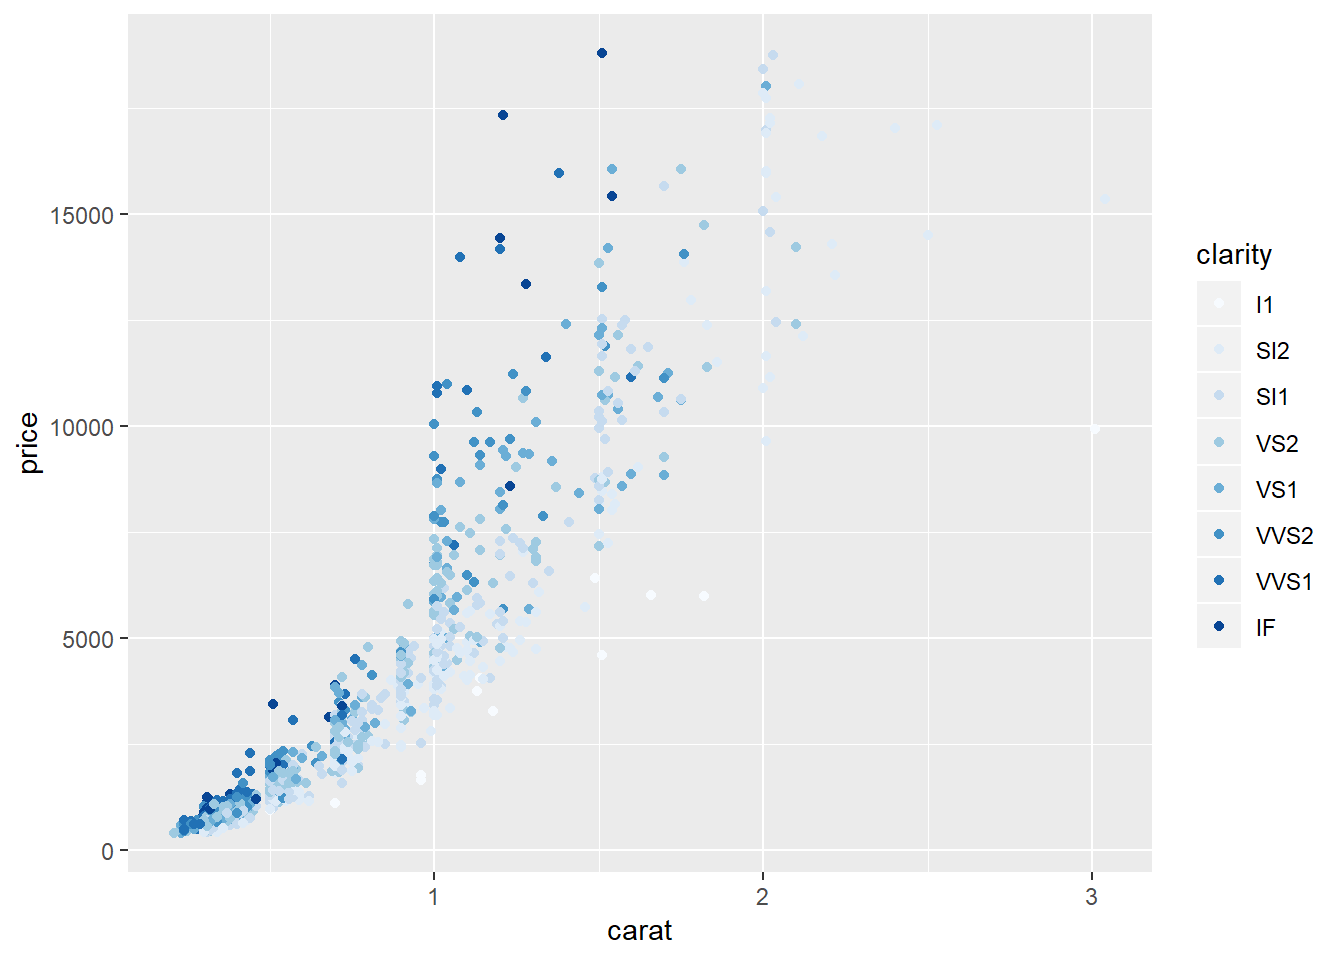 15000
10000
5000
0
price
1
2
3
carat
clarity
I1
SI2
SI1
VS2
VS1
VVS2
VVS1
IF